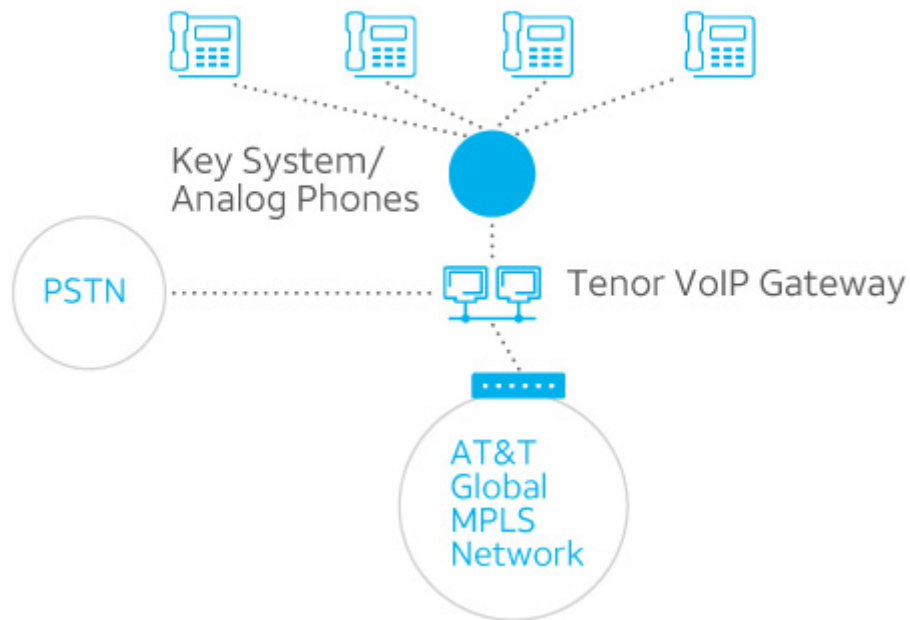 Key System/
Analog Phones
PSTN
Tenor VoIP Gateway
AT&T
Global
MPLS
Network